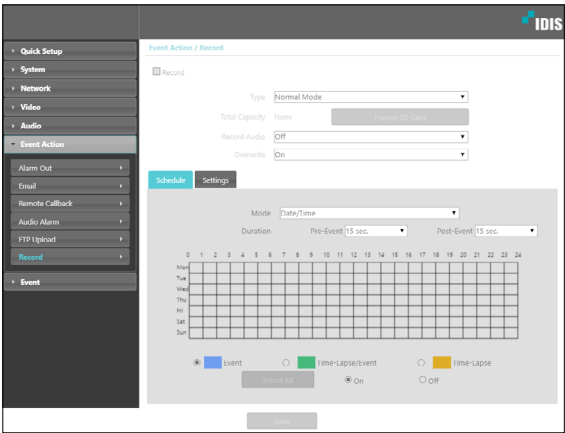 IDIS
Quick Setup
System
Network
Video
Audio
Event Action
Alarm Out
Email
Remote Callback
Audio Alarm
FTP Upload
Record
Event
Event Action / Record
Record
Type Normal Mode
Total Capacity None Format SD Card
Record Audio Off
Overwrite On
Schedule Settings
Mode Date/Time
Duration Pre-Event 15 sec. Post-Event 15 sec.
0 1 2 3 4 5 6 7 8 9 10 11 12 13 14 15 16 17 18 19 20 21 22 23 24
Mon
Tue
Wed
Thu
Fri
Sat
Sun
Event Time-Lapse/Event Time-Lapse
Select All On Off
Save